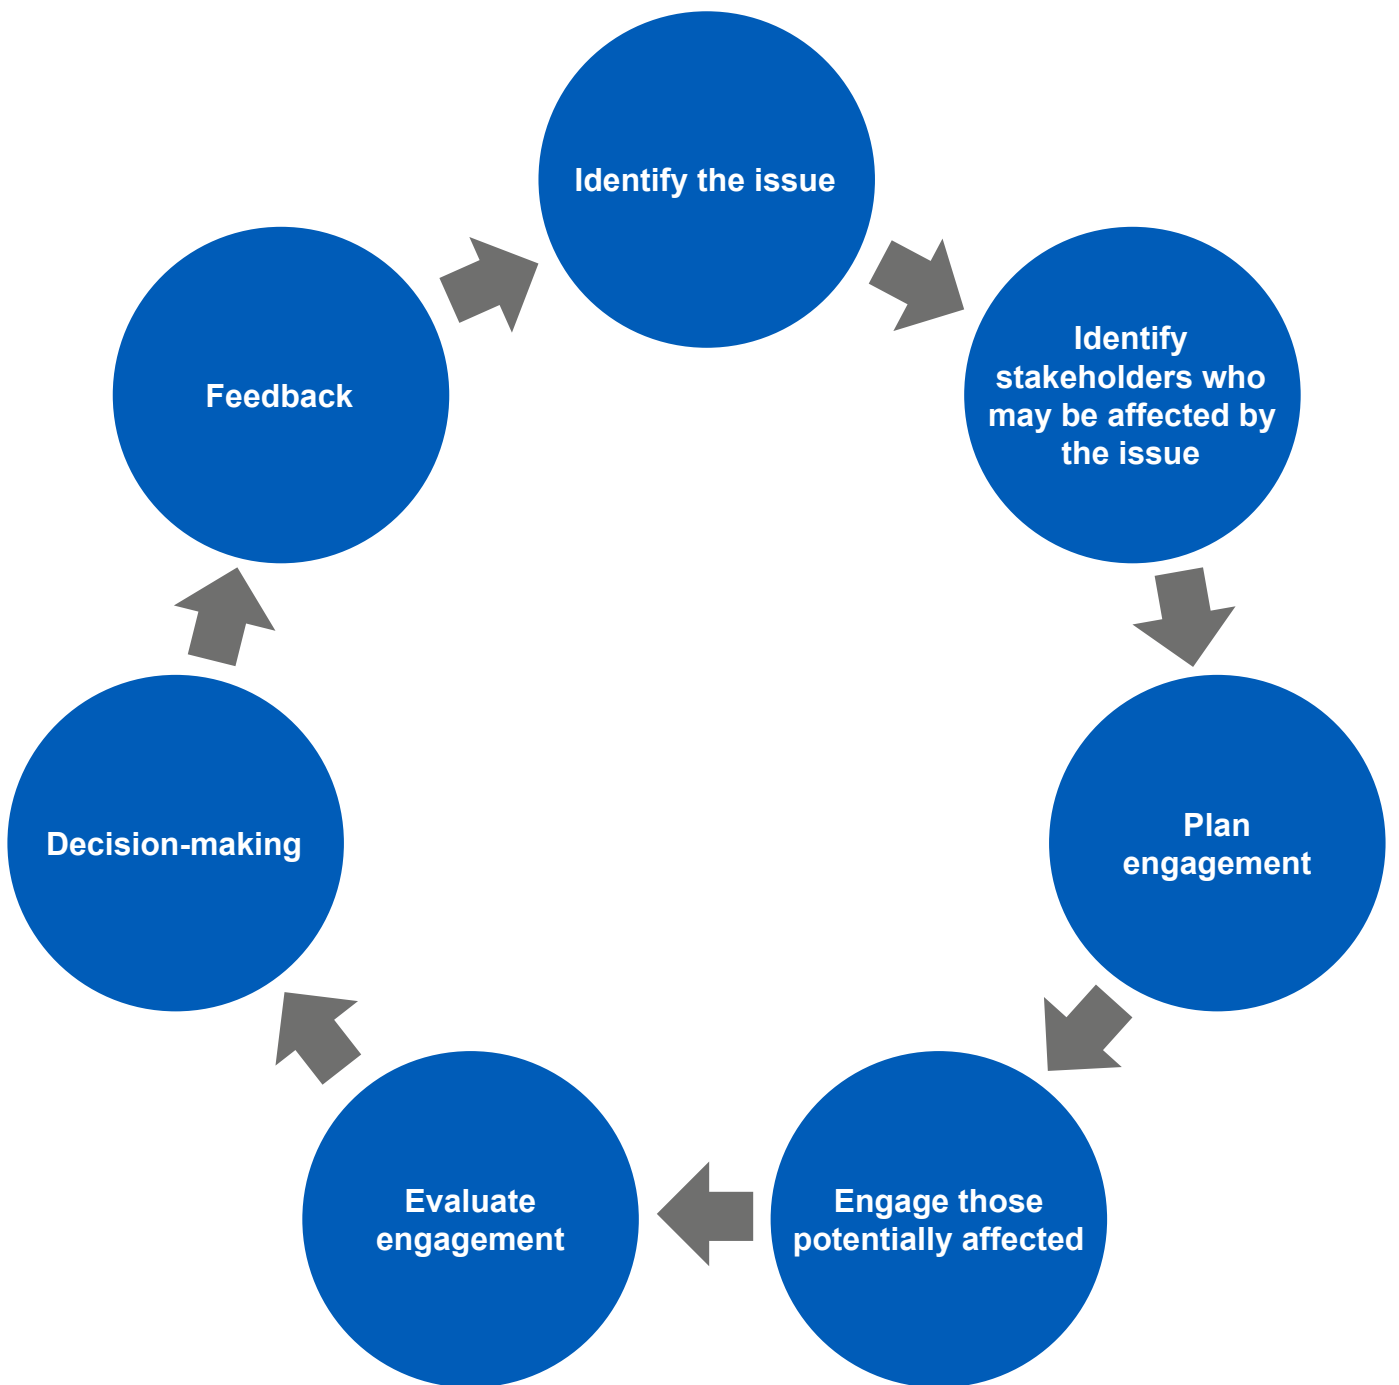 Identify the issue
Identify
stakeholders who
may be affected by
the issue
Plan
engagement
Engage those
potentially affected
Evaluate
engagement
Decision-making
Feedback